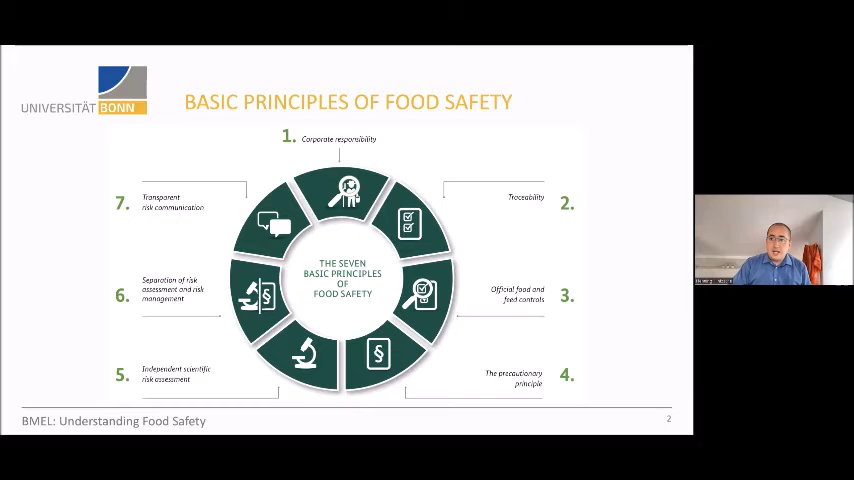 UNIVERSITÄT BONN
BASIC PRINCIPLES OF FOOD SAFETY
1. Corporate responsibility
7. Transparent
risk communication
Traceability 2.
THE SEVEN
BASIC PRINCIPLES
OF
FOOD SAFETY
6. Separation of risk
assessment and risk
management
§
Official food and
feed controls 3.
5. Independent scientific
risk assessment
§
The precautionary
principle 4.
BMEL: Understanding Food Safety
2